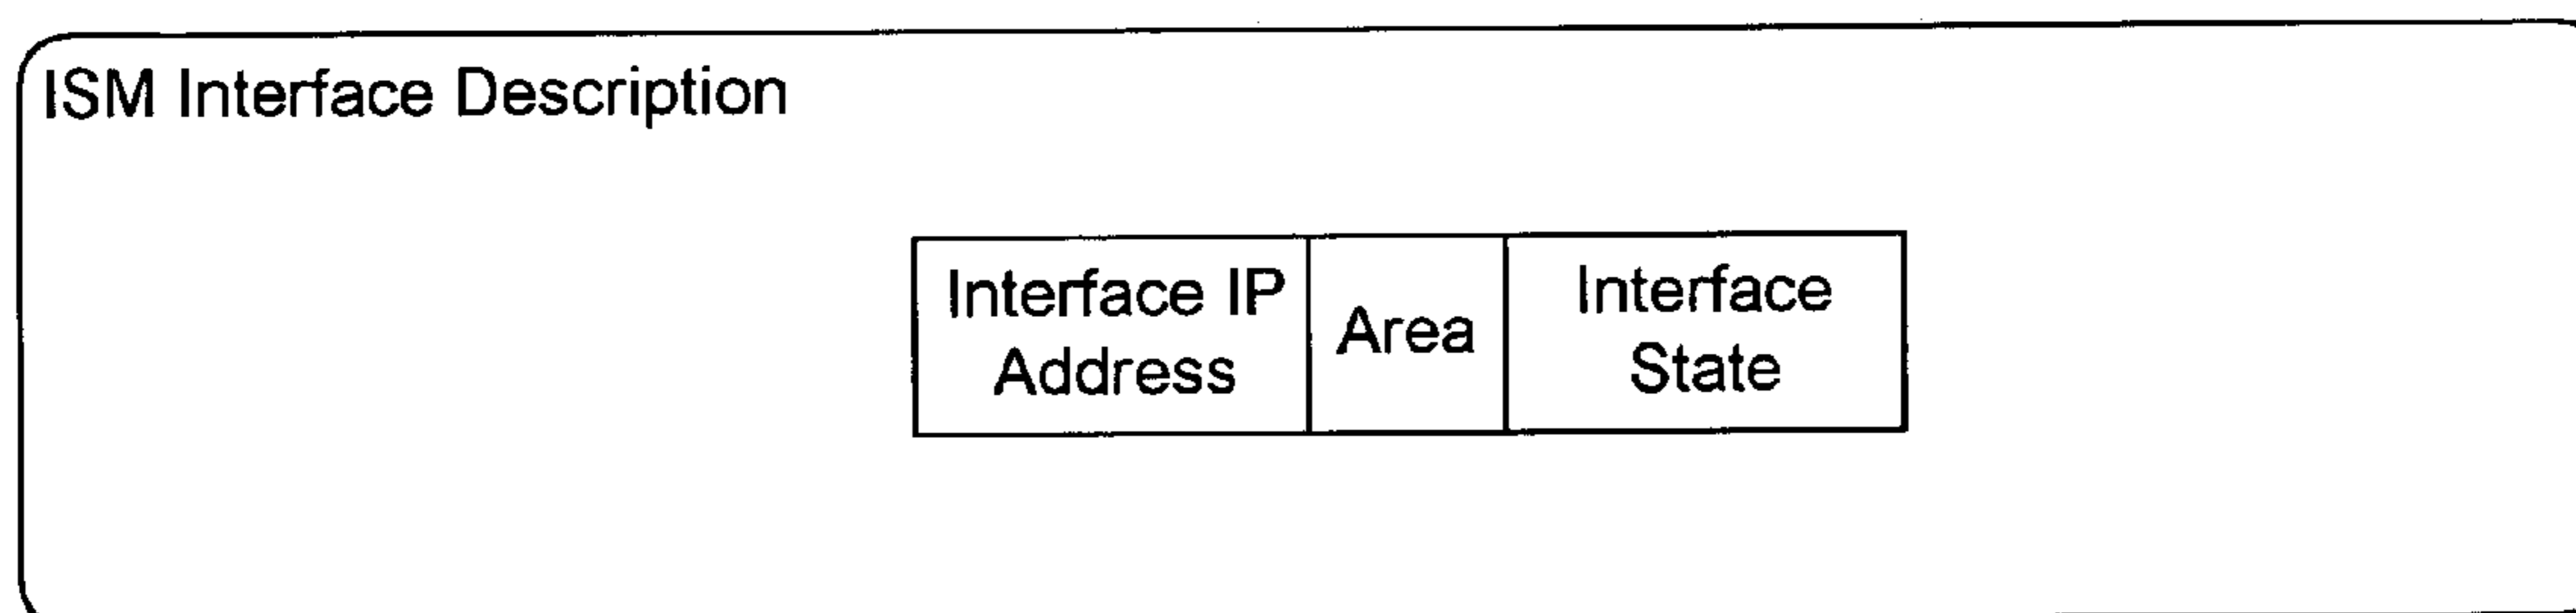 ISM Interface Description
Interface IP
Address
Area
Interface
State